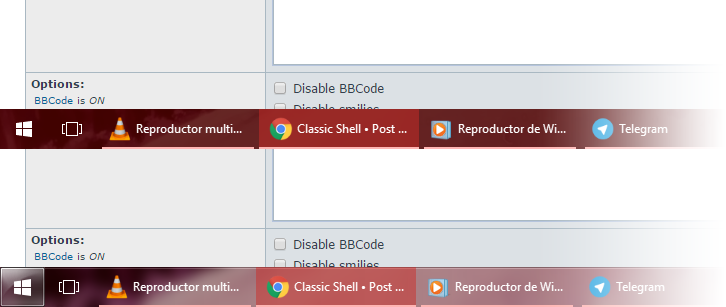 Options:
BBCode is ON
Disable BBCode
Disable smilies
Reproductor multi...
Classic Shell • Post ...
Reproductor de Wi...
Telegram
Options:
BBCode is ON
Disable BBCode
Disable smilies
Reproductor multi...
Classic Shell • Post ...
Reproductor de Wi...
Telegram